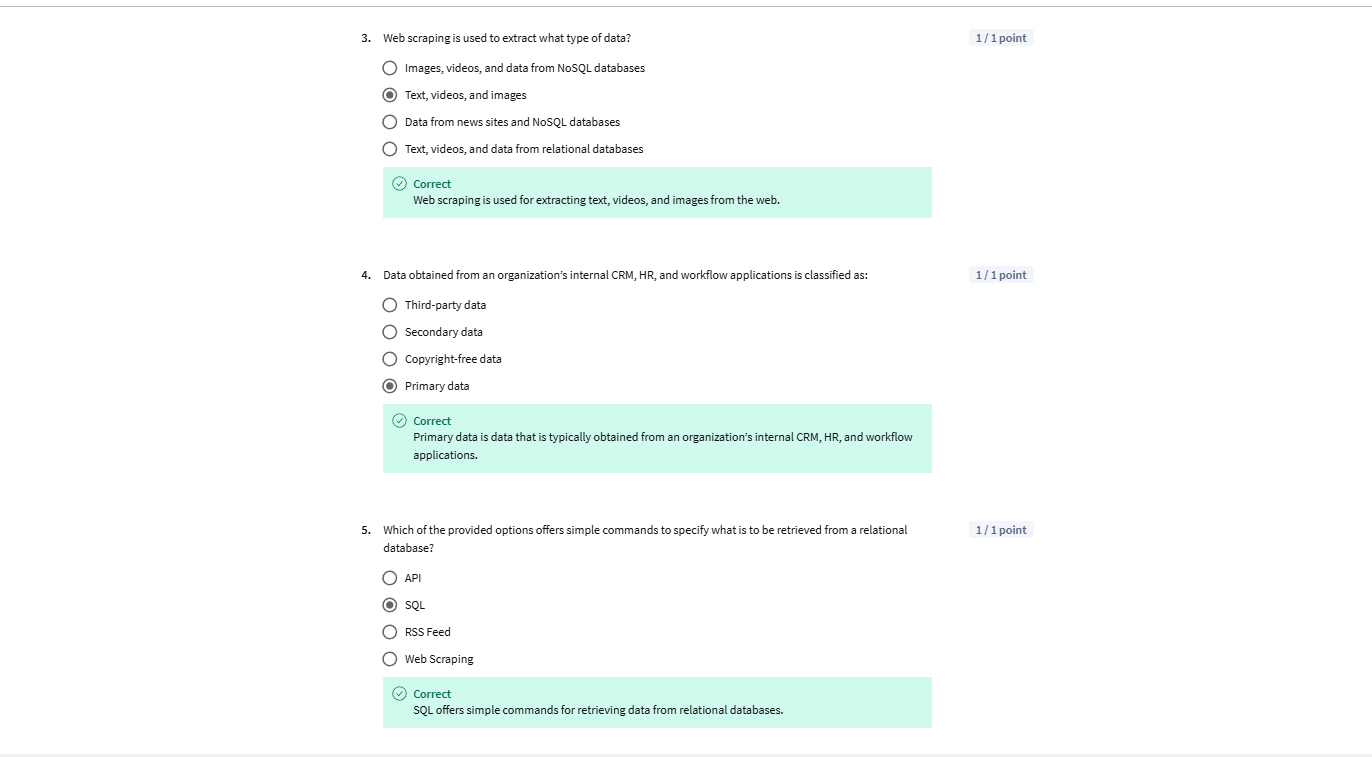 3. Web scraping is used to extract what type of data?
1 / 1 point
Images, videos, and data from NoSQL databases
Text, videos, and images
Data from news sites and NoSQL databases
Text, videos, and data from relational databases
Correct
Web scraping is used for extracting text, videos, and images from the web.
4. Data obtained from an organization’s internal CRM, HR, and workflow applications is classified as:
1 / 1 point
Third-party data
Secondary data
Copyright-free data
Primary data
Correct
Primary data is data that is typically obtained from an organization’s internal CRM, HR, and workflow
applications.
5. Which of the provided options offers simple commands to specify what is to be retrieved from a relational
database?
1 / 1 point
API
SQL
RSS Feed
Web Scraping
Correct
SQL offers simple commands for retrieving data from relational databases.